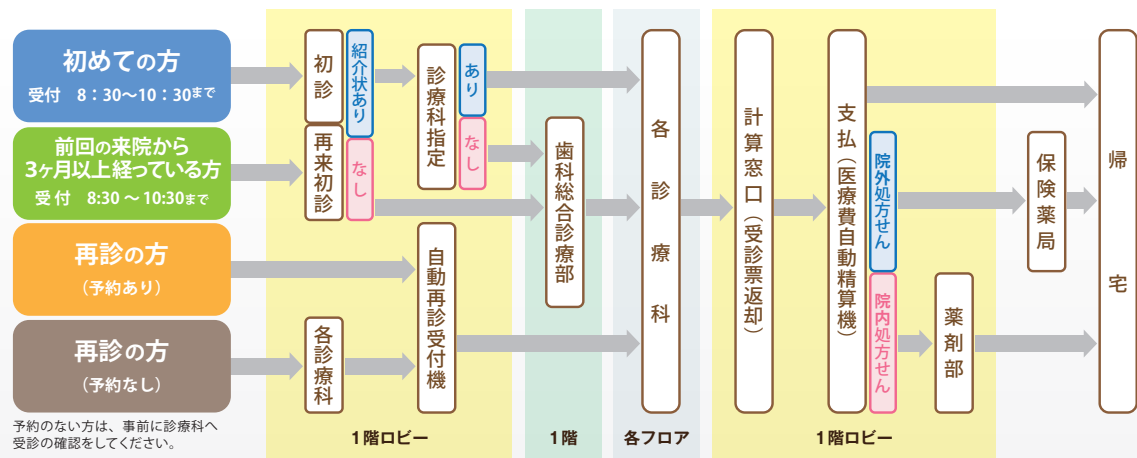 初めての方
受付 8：30〜10：30まで
前回の来院から
3ヶ月以上経っている方
受付 8:30 〜 10:30まで
再診の方
（予約あり）
再診の方
（予約なし）
予約のない方は、事前に診療科へ
受診の確認をしてください。
初診
紹介状あり
再来初診
なし
診療科指定
あり
なし
自動再診受付機
各診療科
1階ロビー
歯科総合診療部
1階
各診療科
各フロア
計算窓口（受診票返却）
支払（医療費自動精算機）
院外処方せん
院内処方せん
薬剤部
1階ロビー
保険薬局
帰宅